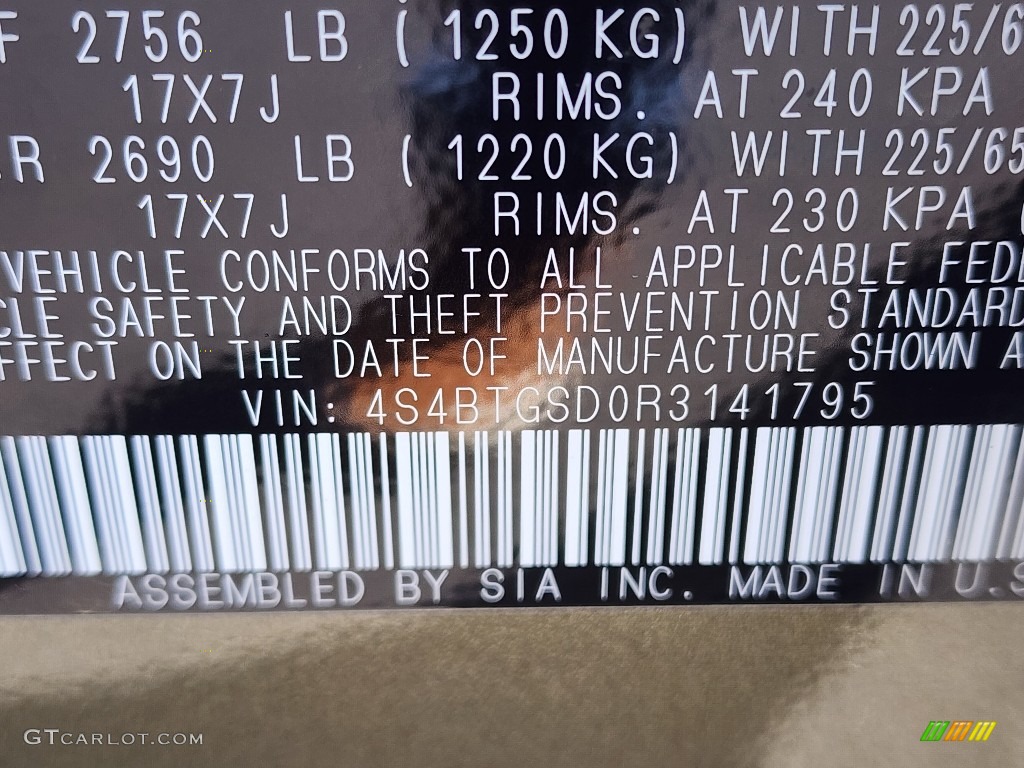 F 2756 LB ( 1250 KG) WITH 225/6
17X7J RIMS. AT 240 KPA
R 2690 LB ( 1220 KG) WITH 225/65
17X7J RIMS. AT 230 KPA (
VEHICLE CONFORMS TO ALL APPLICABLE FEDE
CLE SAFETY AND THEFT PREVENTION STANDARD
FFECT ON THE DATE OF MANUFACTURE SHOWN A
VIN: 4S4BTGSD0R3141795
ASSEMBLED BY SIA INC. MADE IN U.S
GTCARLOT.COM